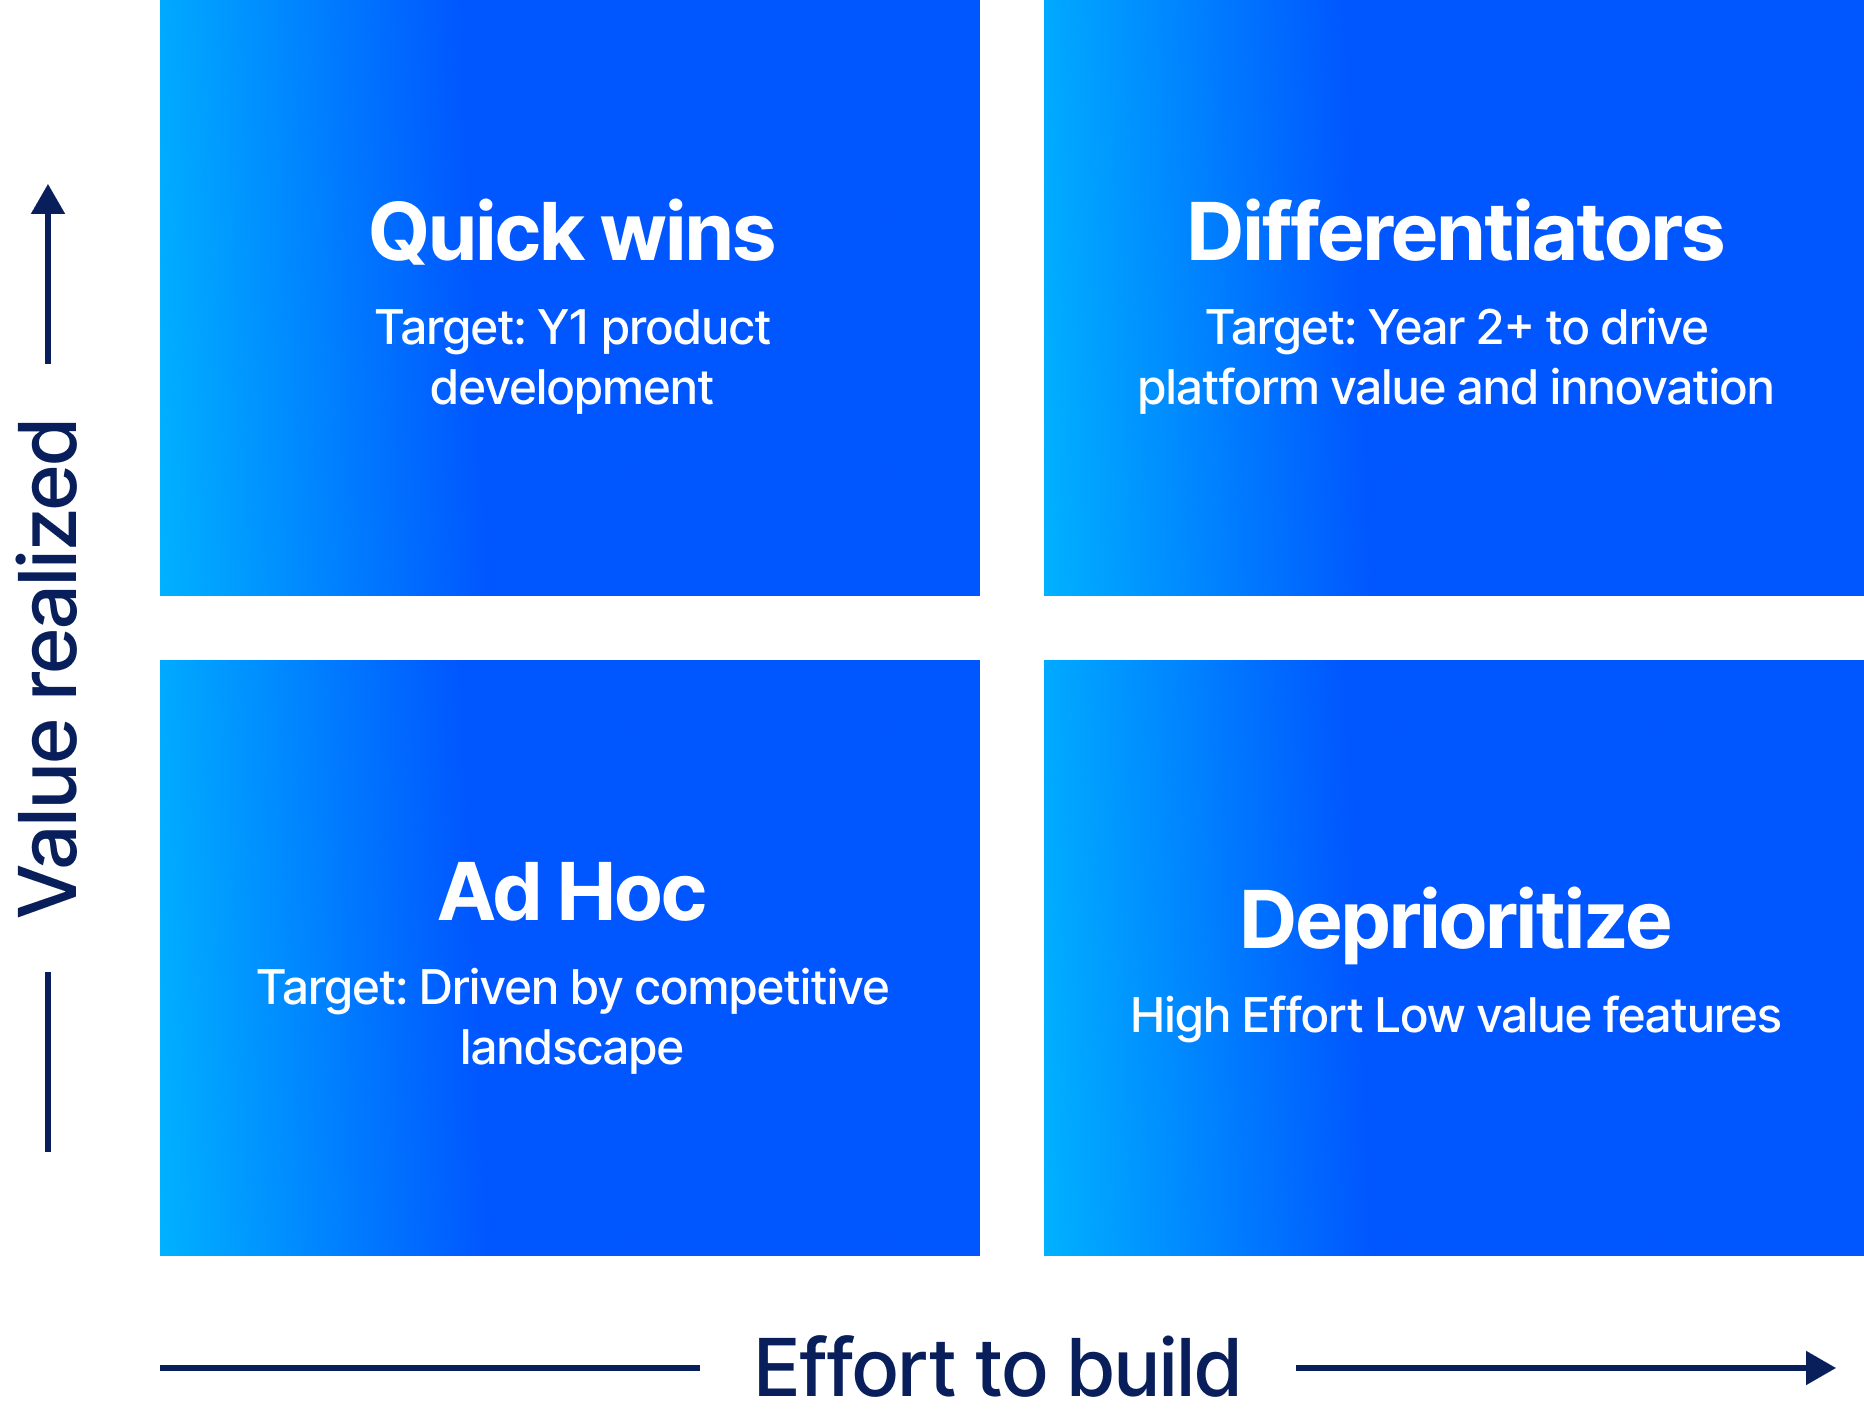 Quick wins
Target: Y1 product
development
Differentiators
Target: Year 2+ to drive
platform value and innovation
Value realized
Ad Hoc
Target: Driven by competitive
landscape
Deprioritize
High Effort Low value features
Effort to build